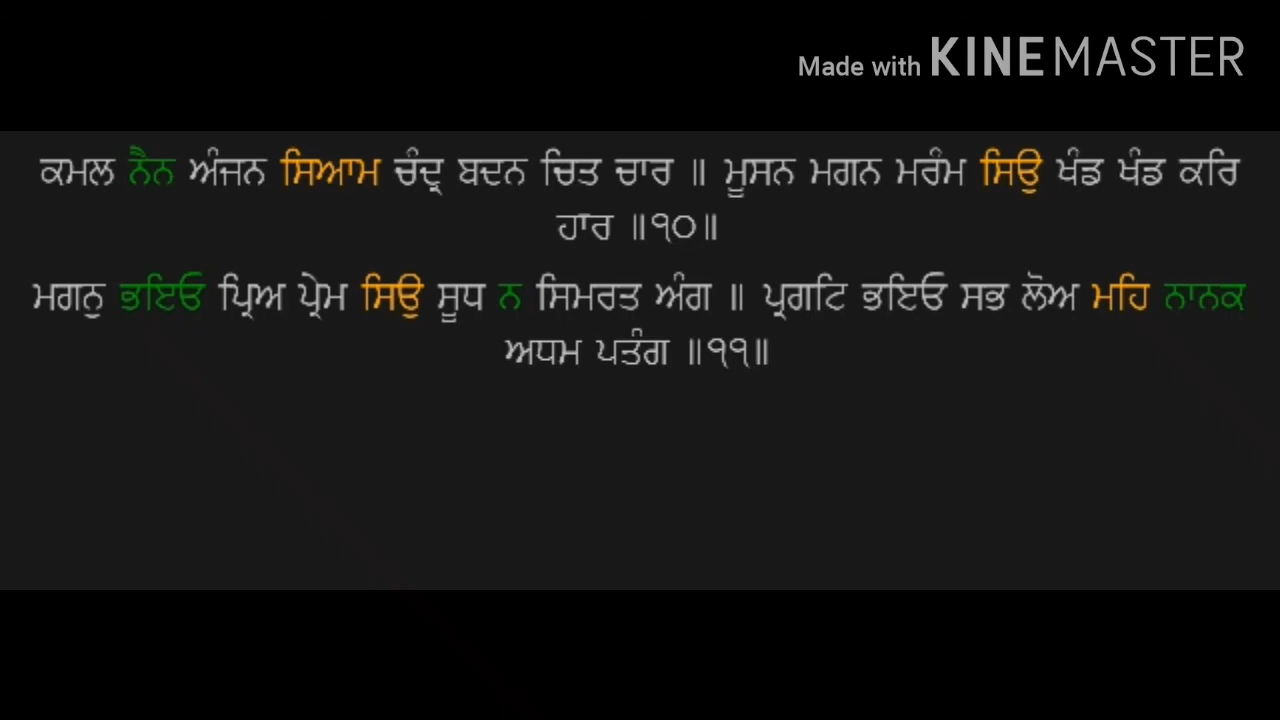 Made with KINEMASTER
ਕਮਲ ਨੈਨ ਅੰਜਨ ਸਿਆਮ ਚੰਦ੍ਰ ਬਦਨ ਚਿਤ ਚਾਰ ॥ ਮੂਸਨ ਮਗਨ ਮਰੰਮ ਸਿਉ ਖੰਡ ਖੰਡ ਕਰਿ
ਹਾਰ ॥੧੦॥
ਮਗਨੁ ਭਇਓ ਪ੍ਰਿਅ ਪ੍ਰੇਮ ਸਿਉ ਸੂਧ ਨ ਸਿਮਰਤ ਅੰਗ ॥ ਪ੍ਰਗਟਿ ਭਇਓ ਸਭ ਲੋਅ ਮਹਿ ਨਾਨਕ
ਅਧਮ ਪਤੰਗ ॥੧੧॥